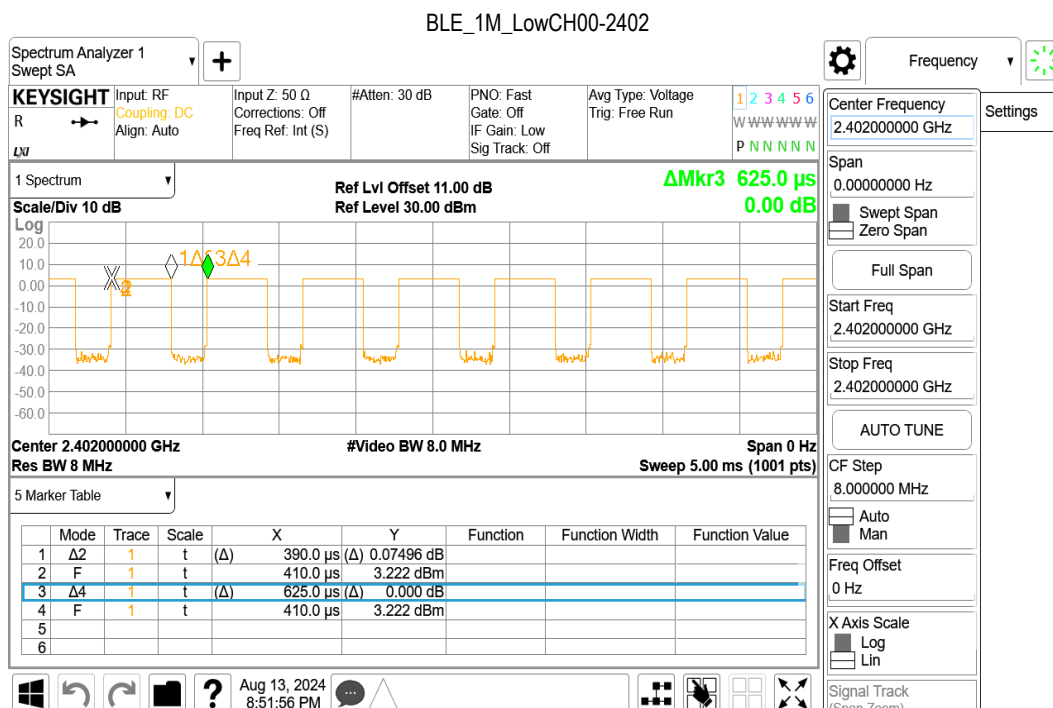 BLE_1M_LowCH00-2402
Spectrum Analyzer 1
Swept SA
+
Frequency
KEYSIGHT
R
LXI
Input: RF
Coupling: DC
Align: Auto
Input Z: 50 Ω
Corrections: Off
Freq Ref: Int (S)
#Atten: 30 dB
PNO: Fast
Gate: Off
IF Gain: Low
Sig Track: Off
Avg Type: Voltage
Trig: Free Run
1 2 3 4 5 6
W W W W W W
P N N N N N
Settings
Center Frequency
2.402000000 GHz
Span
0.00000000 Hz
Swept Span
Zero Span
Full Span
Start Freq
2.402000000 GHz
Stop Freq
2.402000000 GHz
AUTO TUNE
CF Step
8.000000 MHz
Auto
Man
Freq Offset
0 Hz
X Axis Scale
Log
Lin
Signal Track
(Span Zoom)
1 Spectrum
Scale/Div 10 dB
Ref Lvl Offset 11.00 dB
Ref Level 30.00 dBm
ΔMkr3 625.0 µs
0.00 dB
Log
20.0
10.0
0.00
-10.0
-20.0
-30.0
-40.0
-50.0
-60.0
3Δ4
Center 2.402000000 GHz
#Video BW 8.0 MHz
Span 0 Hz
Res BW 8 MHz
Sweep 5.00 ms (1001 pts)
5 Marker Table
Mode Trace Scale X Y Function Function Width Function Value
1 Δ2 1 t (Δ) 390.0 µs (Δ) 0.07496 dB
2 F 1 t 410.0 µs 3.222 dBm
3 Δ4 1 t (Δ) 625.0 µs (Δ) 0.000 dB
4 F 1 t 410.0 µs 3.222 dBm
5
6
?
Aug 13, 2024
8:51:56 PM